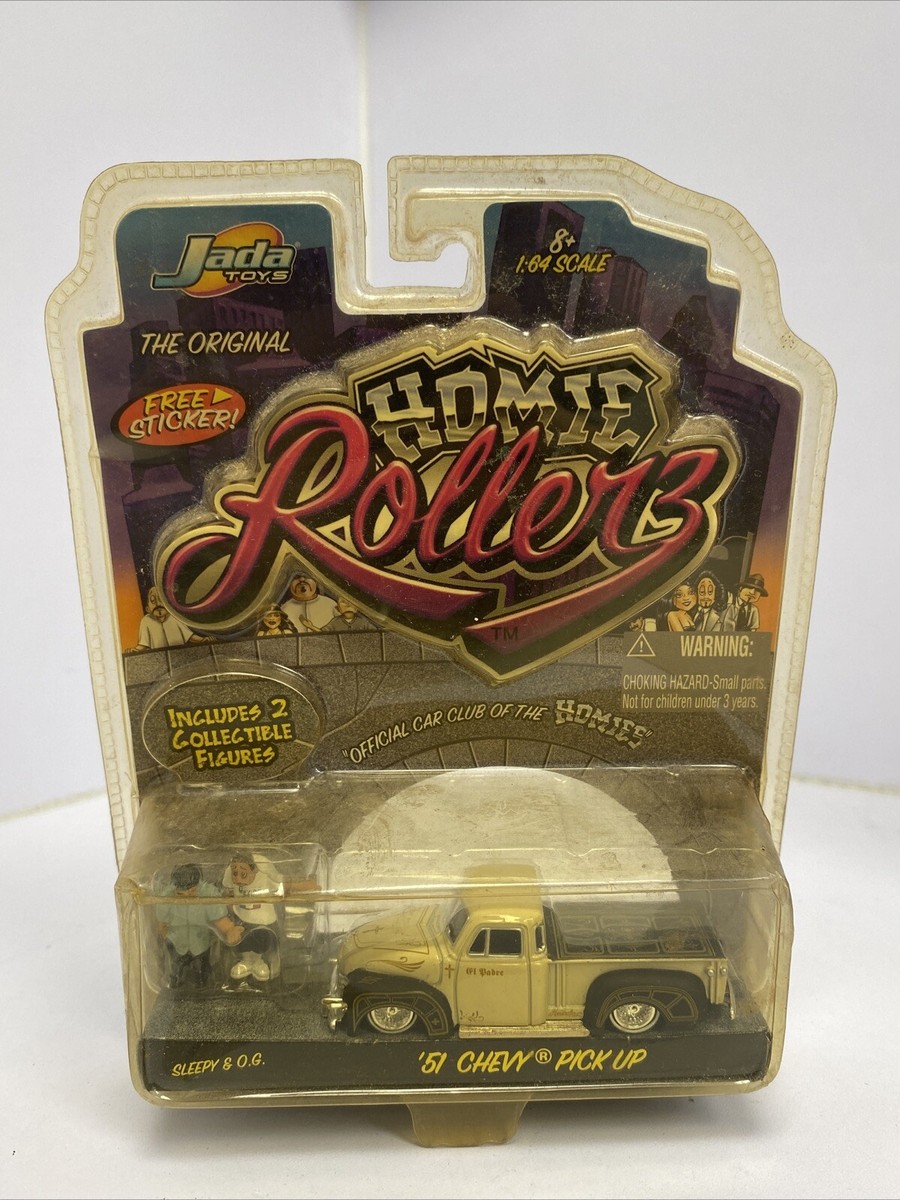 Jada
TOYS
8+
1:64 SCALE
THE ORIGINAL
FREE
STICKER!
HOMIE
Rollerz
TM
WARNING:
CHOKING HAZARD-Small parts.
Not for children under 3 years.
INCLUDES 2
COLLECTIBLE
FIGURES
"OFFICIAL CAR CLUB OF THE HOMIES"
El Padre
SLEEPY & O.G.
'51 CHEVY® PICK UP